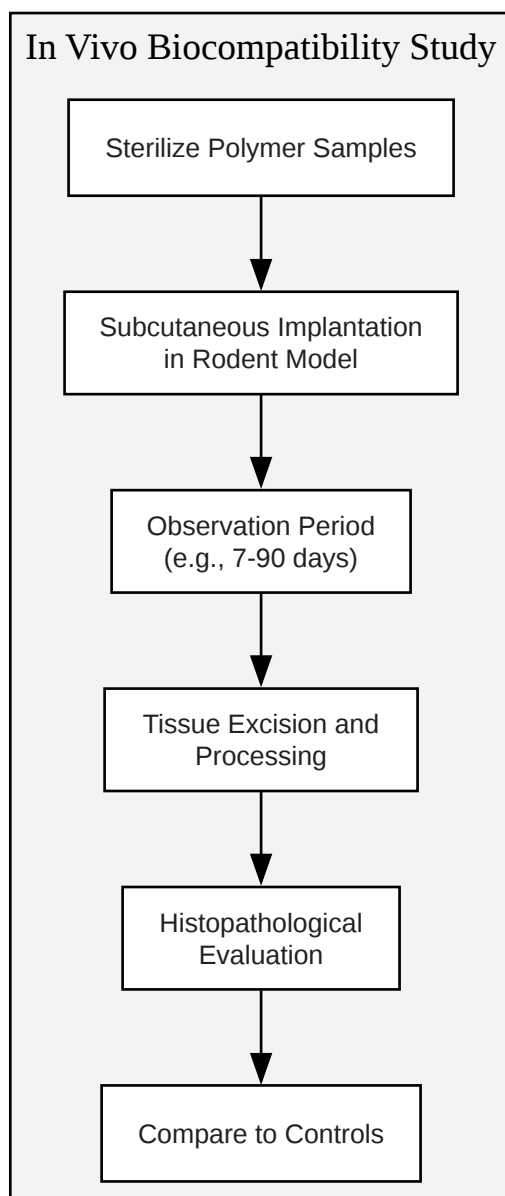 In Vivo Biocompatibility Study
Sterilize Polymer Samples
Subcutaneous Implantation
in Rodent Model
Observation Period
(e.g., 7-90 days)
Tissue Excision and
Processing
Histopathological
Evaluation
Compare to Controls